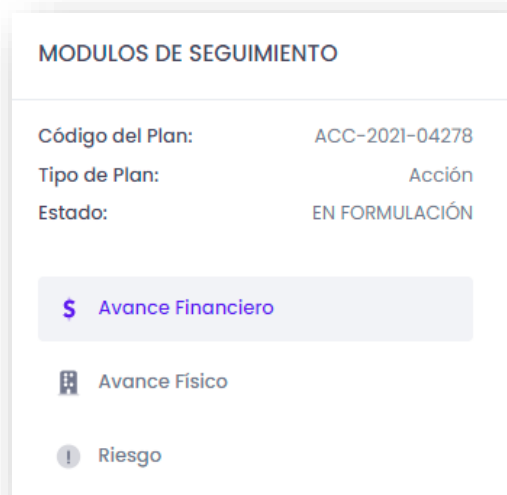 MODULOS DE SEGUIMIENTO
Código del Plan: ACC-2021-04278
Tipo de Plan: Acción
Estado: EN FORMULACIÓN
$ Avance Financiero
Avance Físico
! Riesgo